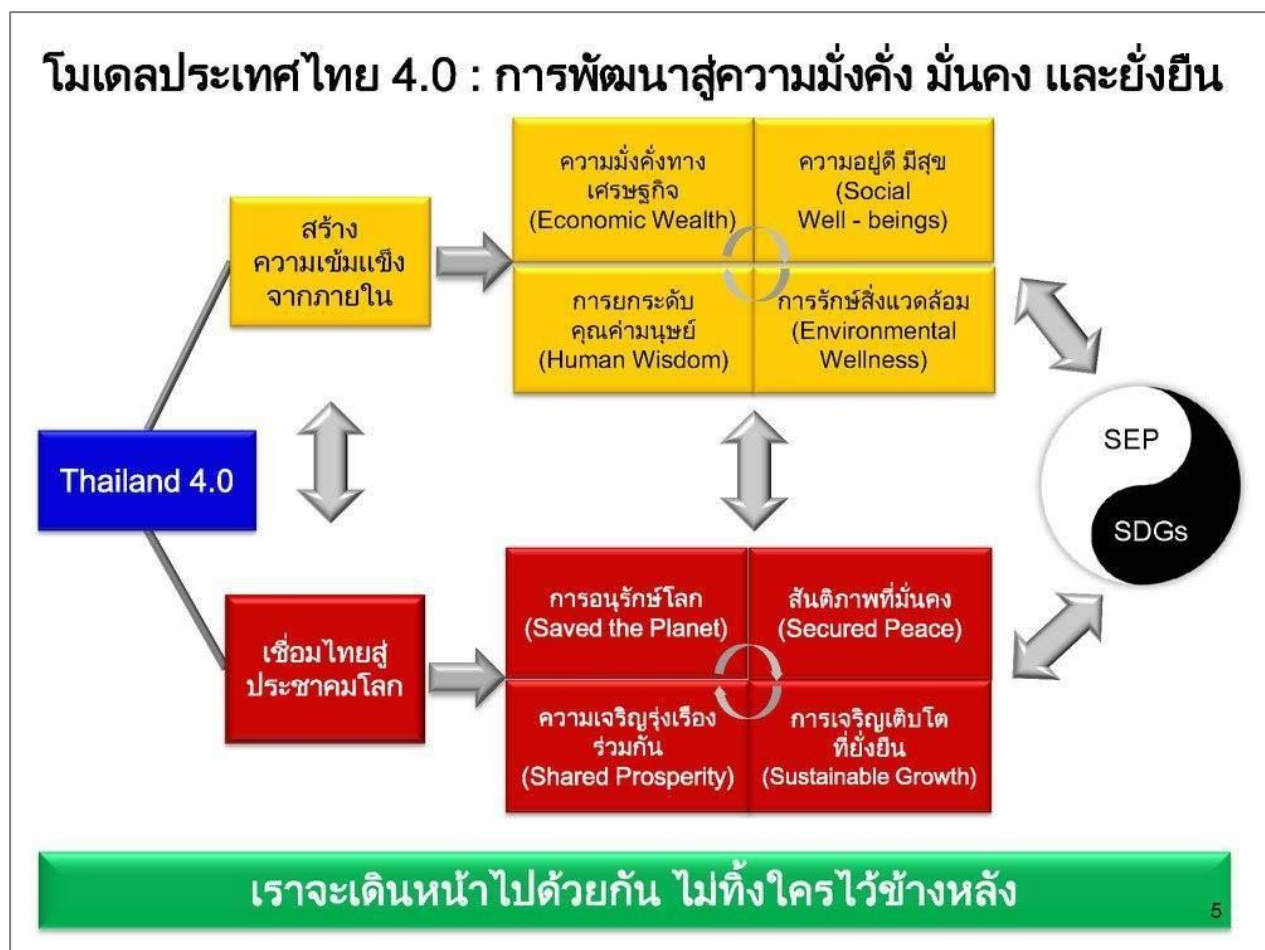 โมเดลประเทศไทย 4.0 : การพัฒนาสู่ความมั่งคั่ง มั่นคง และยั่งยืน
ความมั่งคั่งทาง
เศรษฐกิจ
(Economic Wealth)
ความอยู่ดี มีสุข
(Social
Well - beings)
สร้าง
ความเข้มแข็ง
จากภายใน
การยกระดับ
คุณค่ามนุษย์
(Human Wisdom)
การรักษ์สิ่งแวดล้อม
(Environmental
Wellness)
Thailand 4.0
SEP
SDGs
การอนุรักษ์โลก
(Saved the Planet)
สันติภาพที่มั่นคง
(Secured Peace)
เชื่อมไทยสู่
ประชาคมโลก
ความเจริญรุ่งเรือง
ร่วมกัน
(Shared Prosperity)
การเจริญเติบโต
ที่ยั่งยืน
(Sustainable Growth)
เราจะเดินหน้าไปด้วยกัน ไม่ทิ้งใครไว้ข้างหลัง
5